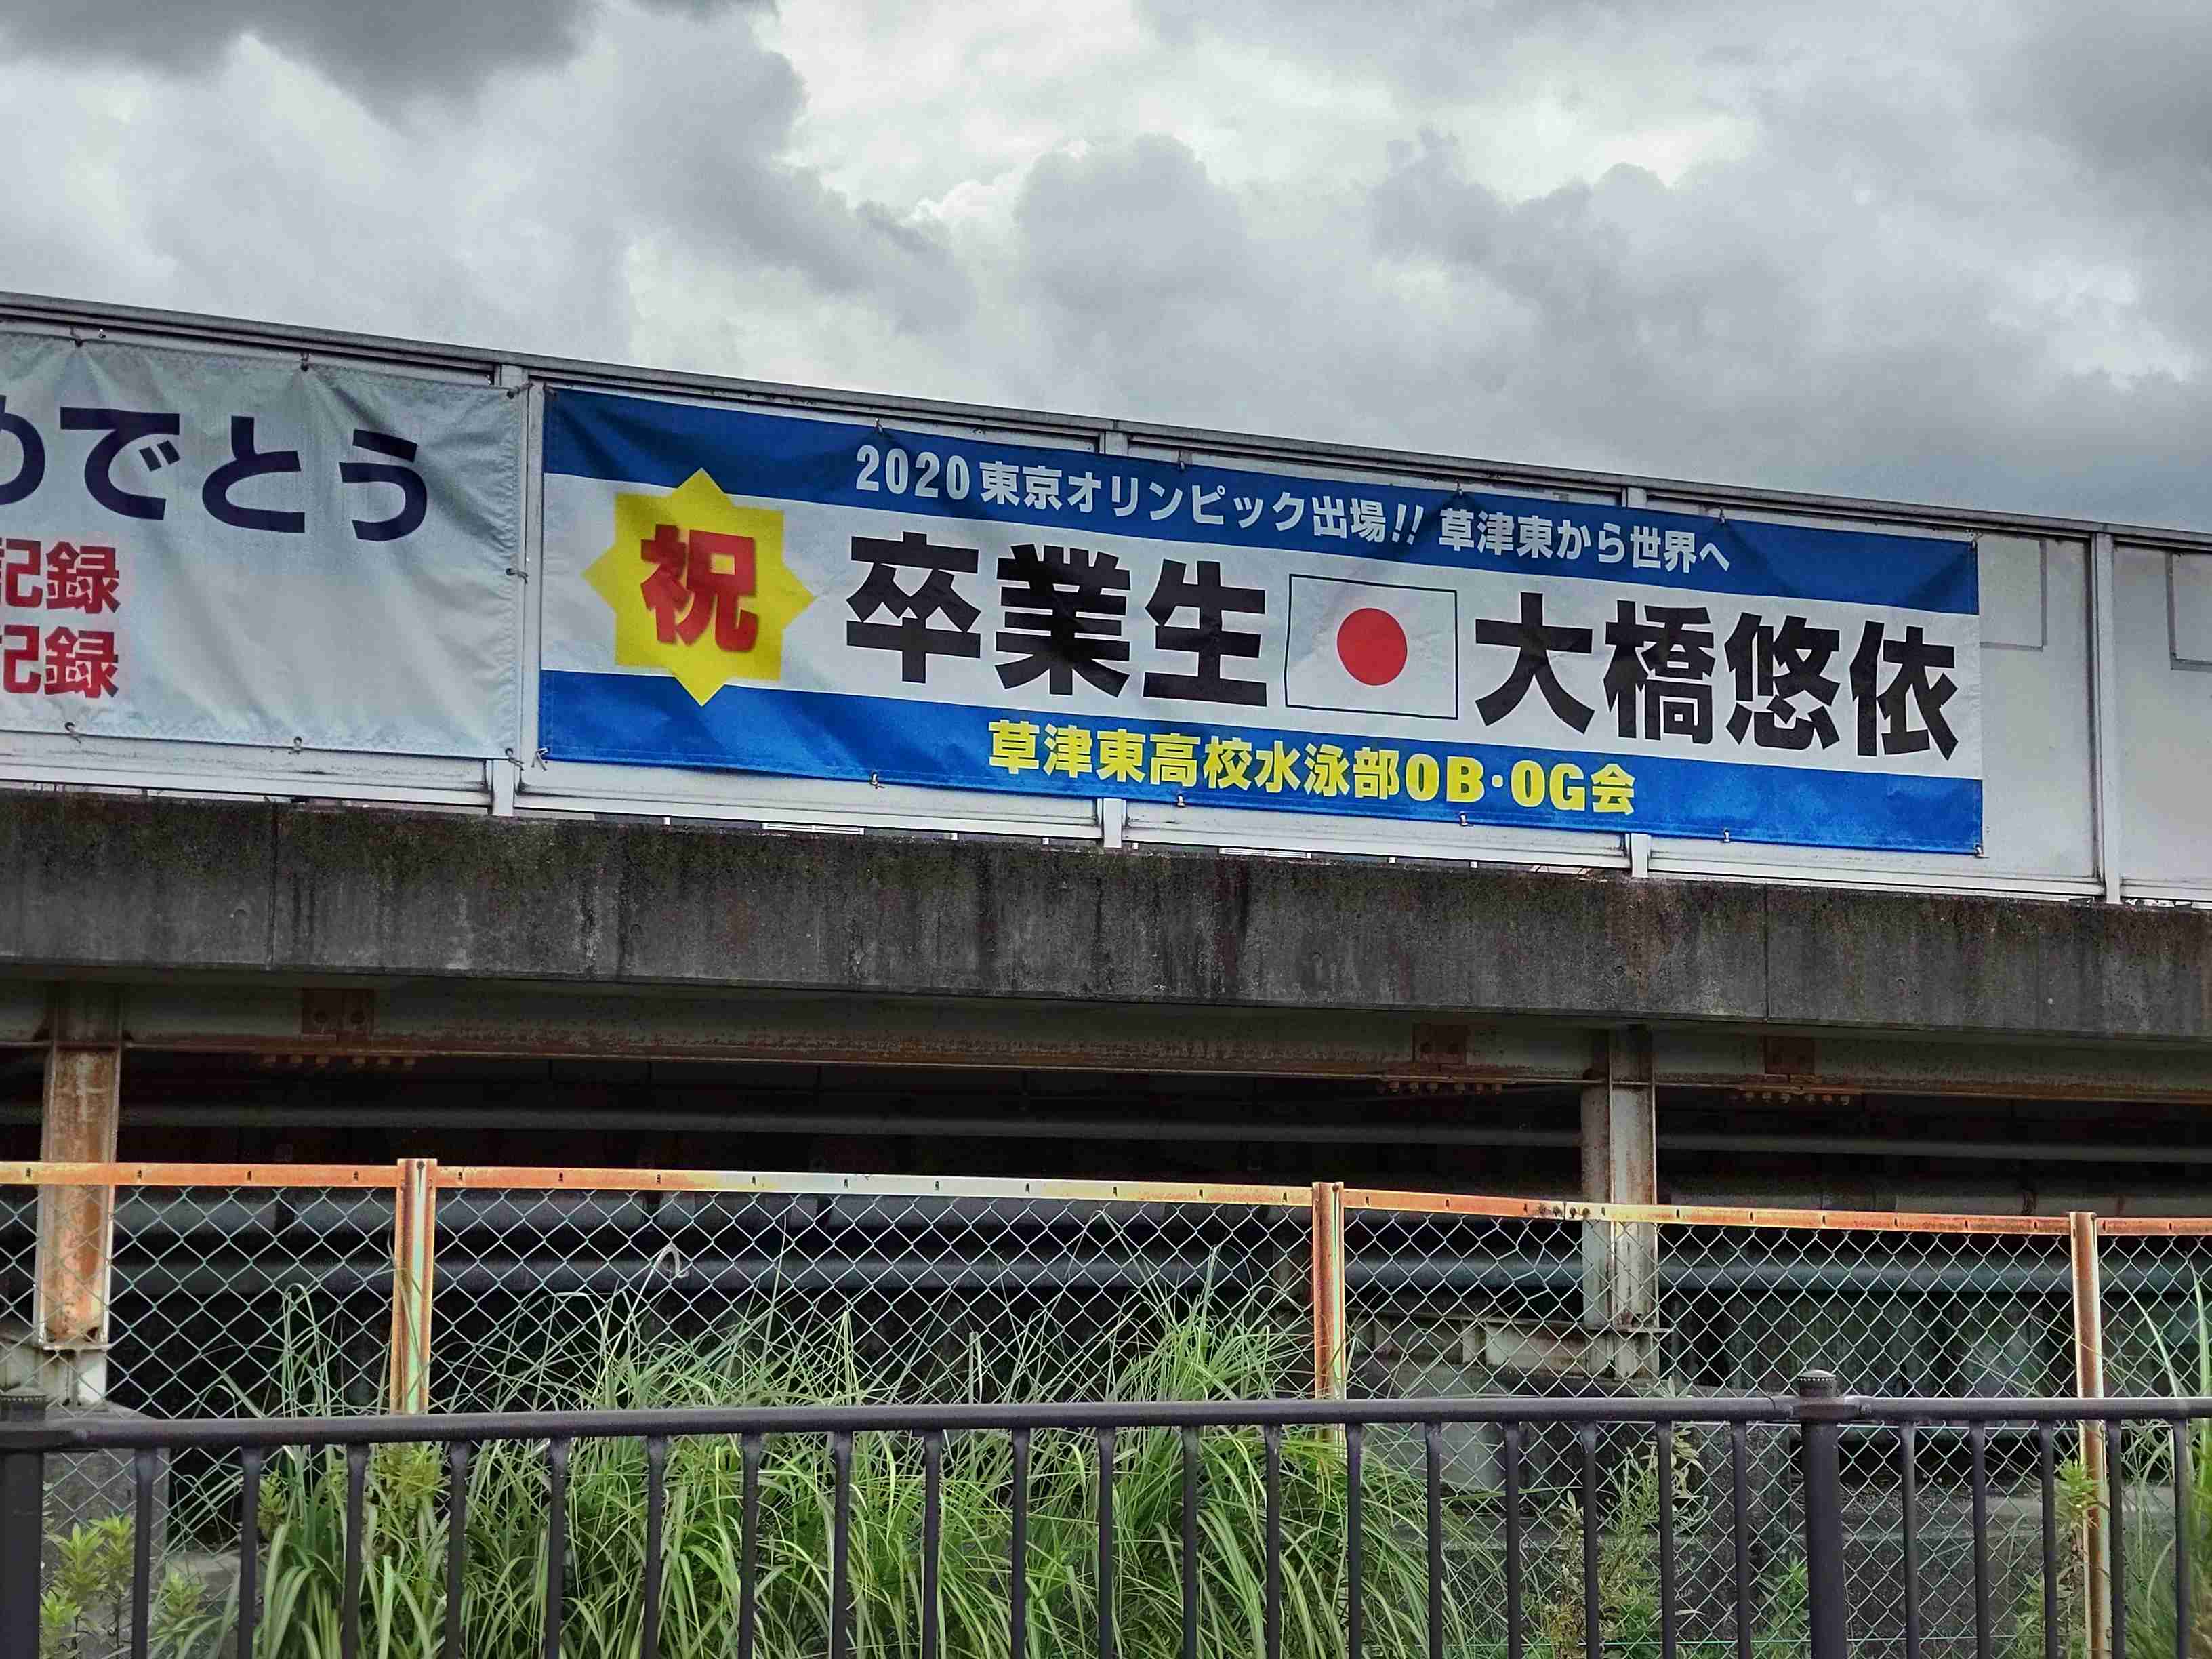 めでとう
記録
記録
2020東京オリンピック出場!! 草津東から世界へ
祝 卒業生 大橋悠依
草津東高校水泳部OB・OG会